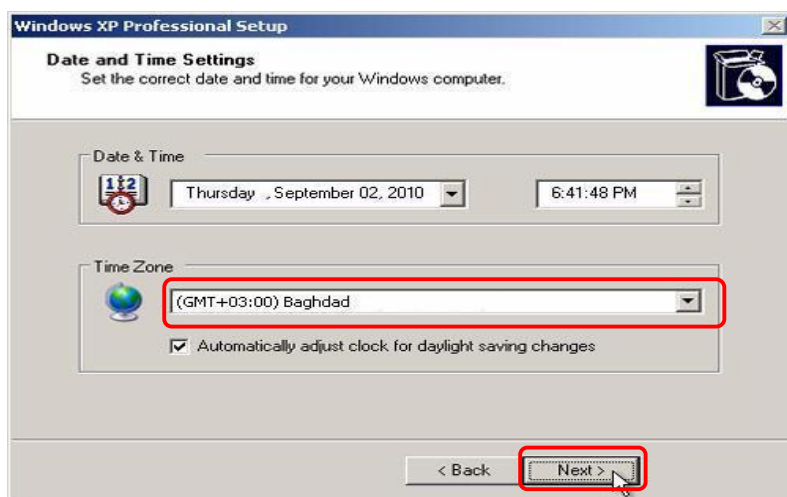 Windows XP Professional Setup
Date and Time Settings
Set the correct date and time for your Windows computer.
Date & Time
Thursday , September 02, 2010
6:41:48 PM
Time Zone
(GMT+03:00) Baghdad
Automatically adjust clock for daylight saving changes
< Back
Next >